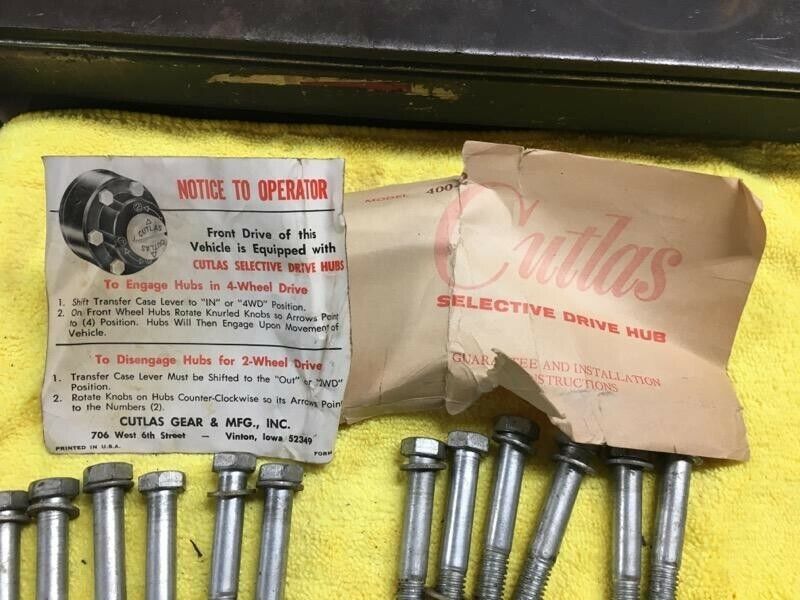 NOTICE TO OPERATOR
CUTLAS
Front Drive of this
Vehicle is Equipped with
CUTLAS SELECTIVE DRIVE HUBS
To Engage Hubs in 4-Wheel Drive
1. Shift Transfer Case Lever to "IN" or "4WD" Position.
2. On Front Wheel Hubs Rotate Knurled Knobs so Arrows Point
to (4) Position. Hubs Will Then Engage Upon Movement of
Vehicle.
To Disengage Hubs for 2-Wheel Drive
1. Transfer Case Lever Must be Shifted to the "Out" or "2WD"
Position.
2. Rotate Knobs on Hubs Counter-Clockwise so its Arrows Point
to the Numbers (2).
CUTLAS GEAR & MFG., INC.
706 West 6th Street — Vinton, Iowa 52349
PRINTED IN U.S.A.
FORM
MODEL 400
Cutlas
SELECTIVE DRIVE HUB
GUARANTEE AND INSTALLATION
INSTRUCTIONS